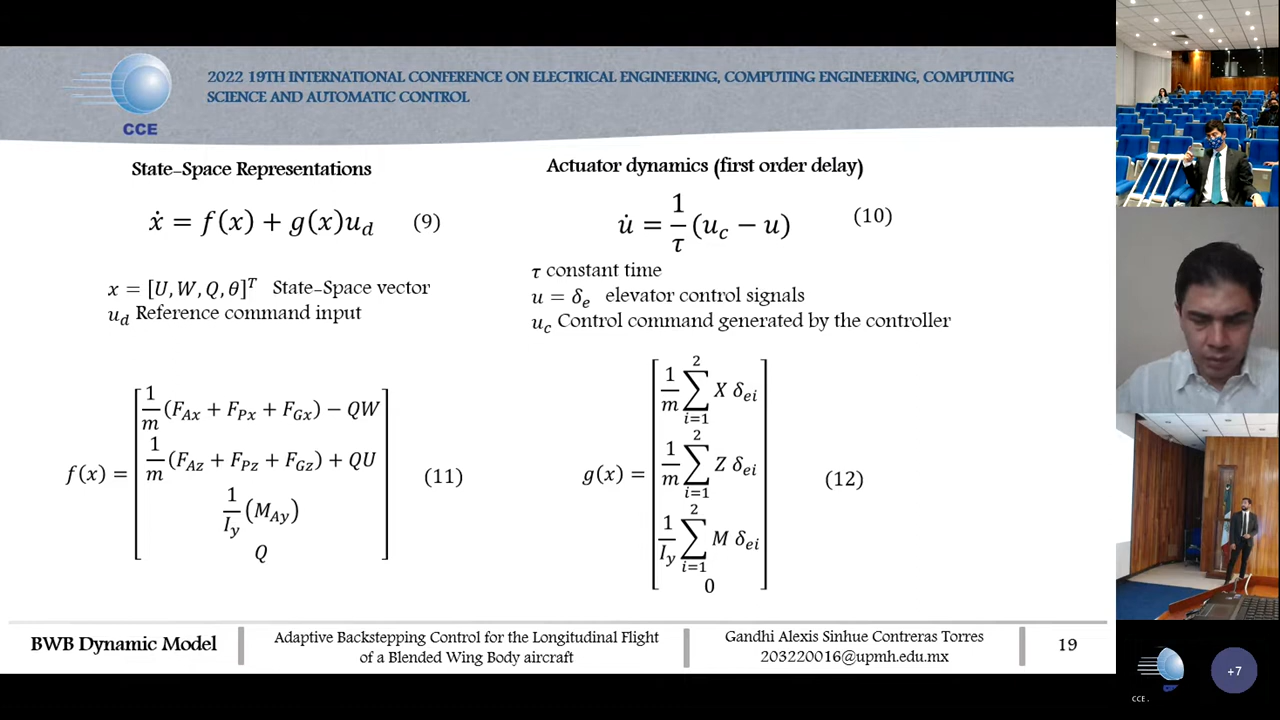 2022 19TH INTERNATIONAL CONFERENCE ON ELECTRICAL ENGINEERING, COMPUTING ENGINEERING, COMPUTING
SCIENCE AND AUTOMATIC CONTROL
CCE
State-Space Representations
ẋ = f(x) + g(x)u_d (9)
x = [U, W, Q, θ]^T State-Space vector
u_d Reference command input
f(x) = [
1/m (F_Ax + F_Px + F_Gx) − QW
1/m (F_Az + F_Pz + F_Gz) + QU
1/I_y (M_Ay)
Q
] (11)
Actuator dynamics (first order delay)
u̇ = 1/τ (u_c − u) (10)
τ constant time
u = δ_e elevator control signals
u_c Control command generated by the controller
g(x) = [
1/m ∑_{i=1}^{2} X δ_ei
1/m ∑_{i=1}^{2} Z δ_ei
1/I_y ∑_{i=1}^{2} M δ_ei
0
] (12)
BWB Dynamic Model
Adaptive Backstepping Control for the Longitudinal Flight
of a Blended Wing Body aircraft
Gandhi Alexis Sinhue Contreras Torres
203220016@upmh.edu.mx
19
CCE .
+7